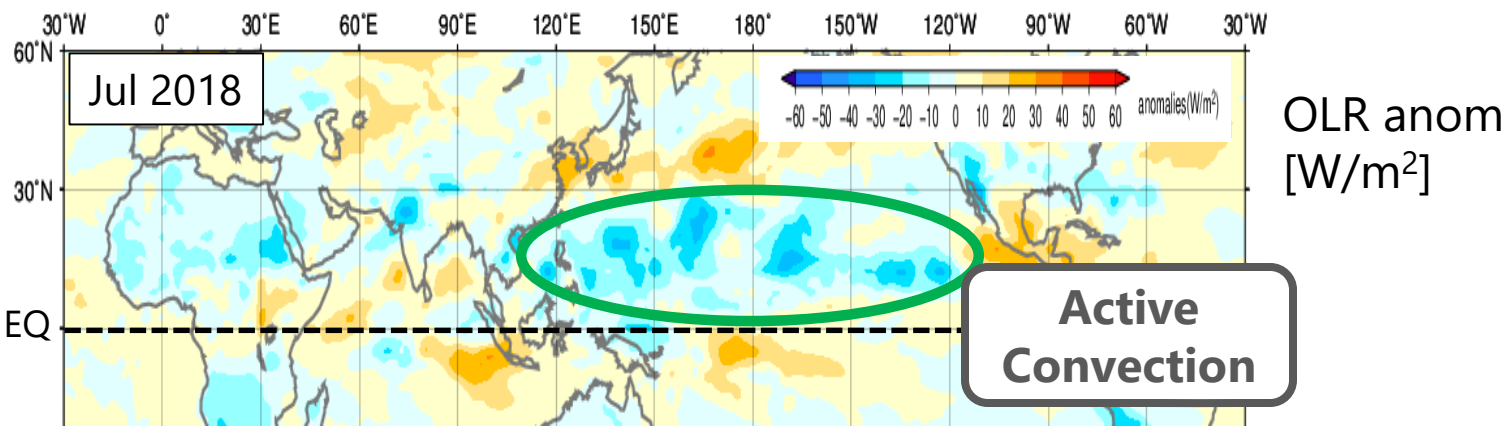 30°W 0° 30°E 60°E 90°E 120°E 150°E 180° 150°W 120°W 90°W 60°W 30°W
60°N
Jul 2018
-60 -50 -40 -30 -20 -10 0 10 20 30 40 50 60 anomalies(W/m²)
OLR anom
[W/m²]
30°N
EQ
Active
Convection